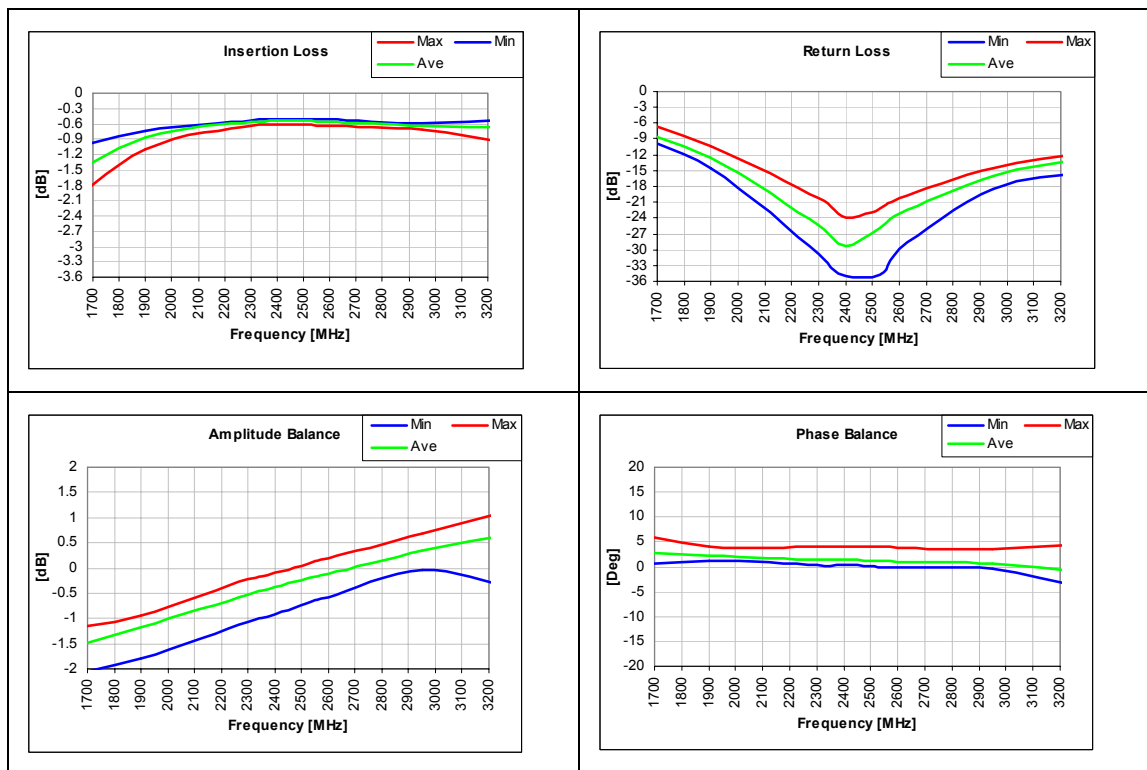 Insertion Loss
Max Min
Ave
0
-0.3
-0.6
-0.9
-1.2
-1.5
-1.8
-2.1
-2.4
-2.7
-3
-3.3
-3.6
[dB]
1700 1800 1900 2000 2100 2200 2300 2400 2500 2600 2700 2800 2900 3000 3100 3200
Frequency [MHz]
Return Loss
Min Max
Ave
0
-3
-6
-9
-12
-15
-18
-21
-24
-27
-30
-33
-36
[dB]
1700 1800 1900 2000 2100 2200 2300 2400 2500 2600 2700 2800 2900 3000 3100 3200
Frequency [MHz]
Amplitude Balance
Min Max
Ave
2
1.5
1
0.5
0
-0.5
-1
-1.5
-2
[dB]
1700 1800 1900 2000 2100 2200 2300 2400 2500 2600 2700 2800 2900 3000 3100 3200
Frequency [MHz]
Phase Balance
Min Max
Ave
20
15
10
5
0
-5
-10
-15
-20
[Deg]
1700 1800 1900 2000 2100 2200 2300 2400 2500 2600 2700 2800 2900 3000 3100 3200
Frequency [MHz]